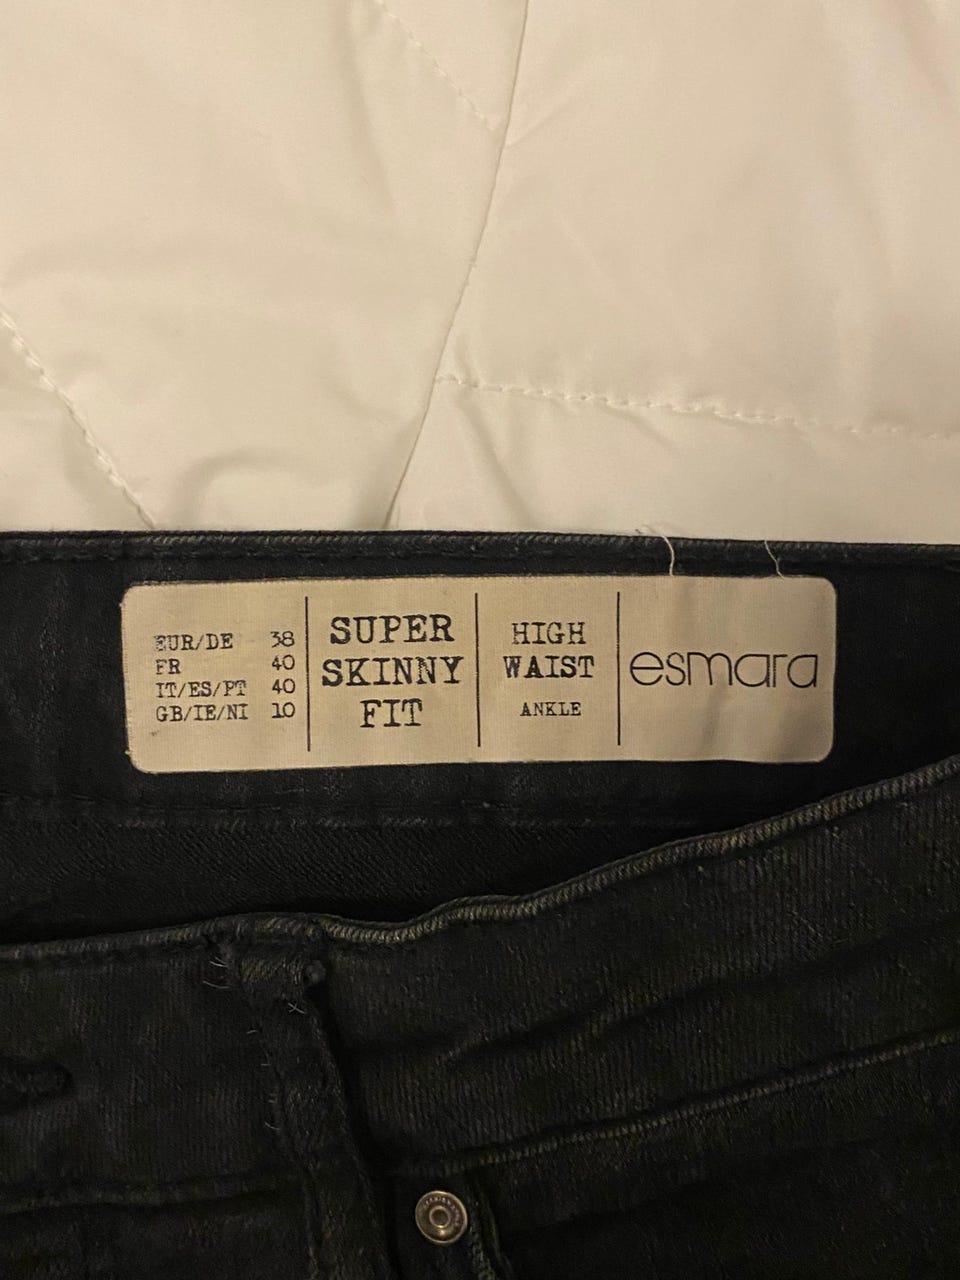 EUR/DE 38
FR 40
IT/ES/PT 40
GB/IE/NI 10
SUPER
SKINNY
FIT
HIGH
WAIST
ANKLE
esmara